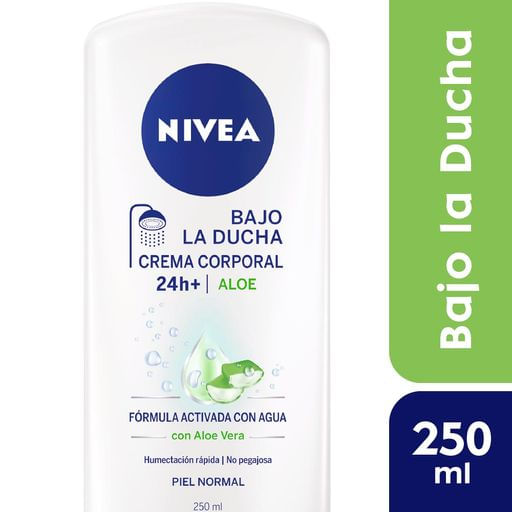 NIVEA
BAJO
LA DUCHA
CREMA CORPORAL
24h+ | ALOE
FÓRMULA ACTIVADA CON AGUA
con Aloe Vera
Humectación rápida | No pegajosa
PIEL NORMAL
250 ml
Bajo la Ducha
250
ml